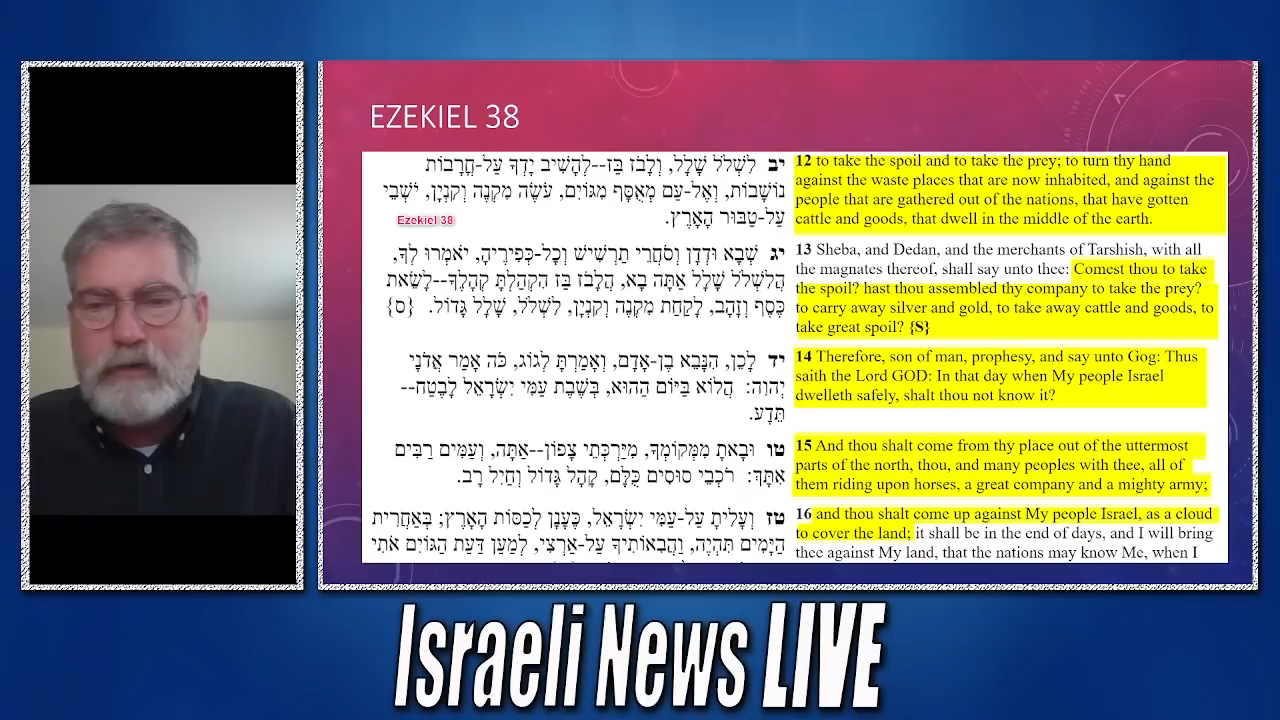 EZEKIEL 38
יב לִשְׁלֹל שָׁלָל, וְלָבֹז בַּז--לְהָשִׁיב יָדְךָ עַל-חֳרָבוֹת
נוֹשָׁבוֹת, וְאֶל-עַם מְאֻסָּף מִגּוֹיִם, עֹשֶׂה מִקְנֶה וְקִנְיָן, יֹשְׁבֵי
עַל-טַבּוּר הָאָרֶץ.
Ezekiel 38
12 to take the spoil and to take the prey; to turn thy hand
against the waste places that are now inhabited, and against the
people that are gathered out of the nations, that have gotten
cattle and goods, that dwell in the middle of the earth.
יג שְׁבָא וּדְדָן וְסֹחֲרֵי תַרְשִׁישׁ וְכָל-כְּפִירֶיהָ, יֹאמְרוּ לְךָ,
הֲלִשְׁלֹל שָׁלָל אַתָּה בָא, הֲלָבֹז בַּז הִקְהַלְתָּ קְהָלֶךָ--לָשֵׂאת
כֶּסֶף וְזָהָב, לָקַחַת מִקְנֶה וְקִנְיָן, לִשְׁלֹל, שָׁלָל גָּדוֹל. {ס}
13 Sheba, and Dedan, and the merchants of Tarshish, with all
the magnates thereof, shall say unto thee: Comest thou to take
the spoil? hast thou assembled thy company to take the prey?
to carry away silver and gold, to take away cattle and goods, to
take great spoil? {S}
יד לָכֵן, הִנָּבֵא בֶן-אָדָם, וְאָמַרְתָּ לְגוֹג, כֹּה אָמַר אֲדֹנָי
יְהוִה: הֲלוֹא בַּיּוֹם הַהוּא, בְּשֶׁבֶת עַמִּי יִשְׂרָאֵל לָבֶטַח--
תֵּדָע.
14 Therefore, son of man, prophesy, and say unto Gog: Thus
saith the Lord GOD: In that day when My people Israel
dwelleth safely, shalt thou not know it?
טו וּבָאתָ מִמְּקוֹמְךָ, מִיַּרְכְּתֵי צָפוֹן--אַתָּה, וְעַמִּים רַבִּים
אִתָּךְ: רֹכְבֵי סוּסִים כֻּלָּם, קָהָל גָּדוֹל וְחַיִל רָב.
15 And thou shalt come from thy place out of the uttermost
parts of the north, thou, and many peoples with thee, all of
them riding upon horses, a great company and a mighty army;
טז וְעָלִיתָ עַל-עַמִּי יִשְׂרָאֵל, כֶּעָנָן לְכַסּוֹת הָאָרֶץ; בְּאַחֲרִית
הַיָּמִים תִּהְיֶה, וַהֲבִאוֹתִיךָ עַל-אַרְצִי, לְמַעַן דַּעַת הַגּוֹיִם אֹתִי
16 and thou shalt come up against My people Israel, as a cloud
to cover the land; it shall be in the end of days, and I will bring
thee against My land, that the nations may know Me, when I
Israeli News LIVE